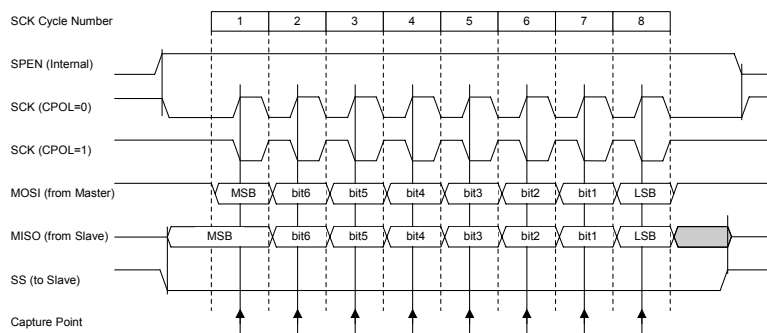 SCK Cycle Number 1 2 3 4 5 6 7 8
SPEN (Internal)
SCK (CPOL=0)
SCK (CPOL=1)
MOSI (from Master) MSB bit6 bit5 bit4 bit3 bit2 bit1 LSB
MISO (from Slave) MSB bit6 bit5 bit4 bit3 bit2 bit1 LSB
SS (to Slave)
Capture Point